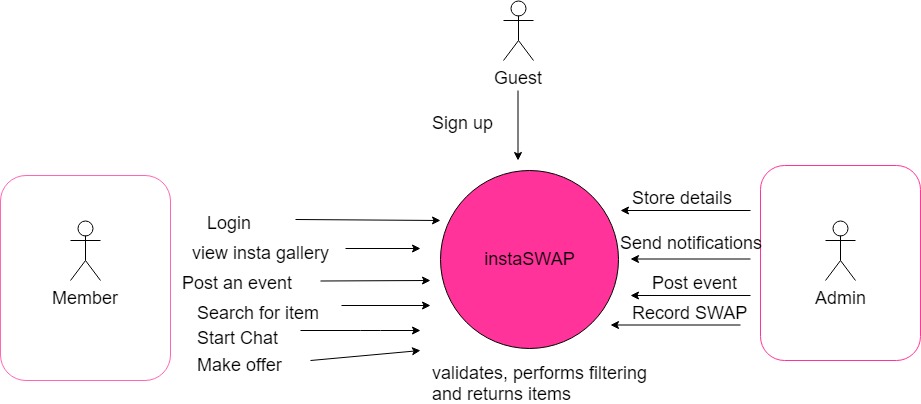 Guest
Sign up
Login
view insta gallery
Post an event
Search for item
Start Chat
Make offer
Member
instaSWAP
Store details
Send notifications
Post event
Record SWAP
Admin
validates, performs filtering
and returns items